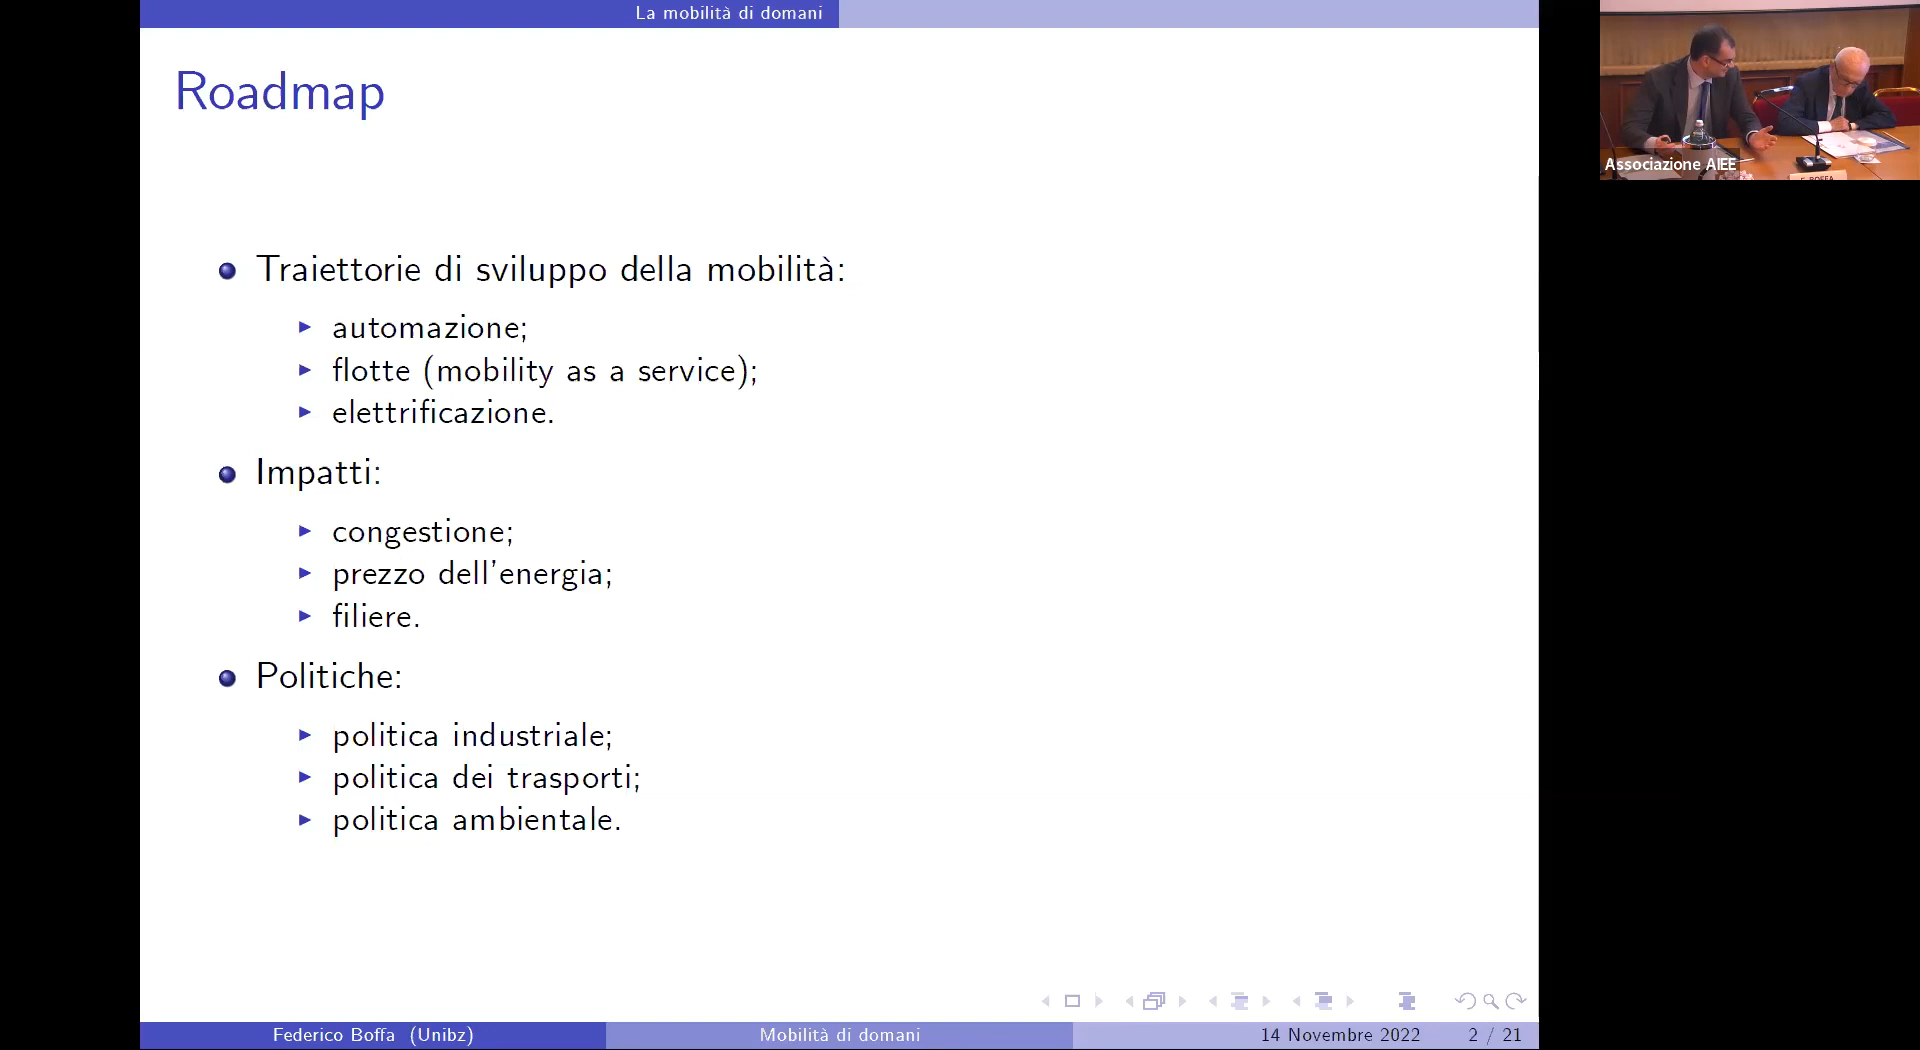 La mobilità di domani
Roadmap
Traiettorie di sviluppo della mobilità:
automazione;
flotte (mobility as a service);
elettrificazione.
Impatti:
congestione;
prezzo dell'energia;
filiere.
Politiche:
politica industriale;
politica dei trasporti;
politica ambientale.
Federico Boffa (Unibz)
Mobilità di domani
14 Novembre 2022
2 / 21
Associazione AIEE
F. BOFFA